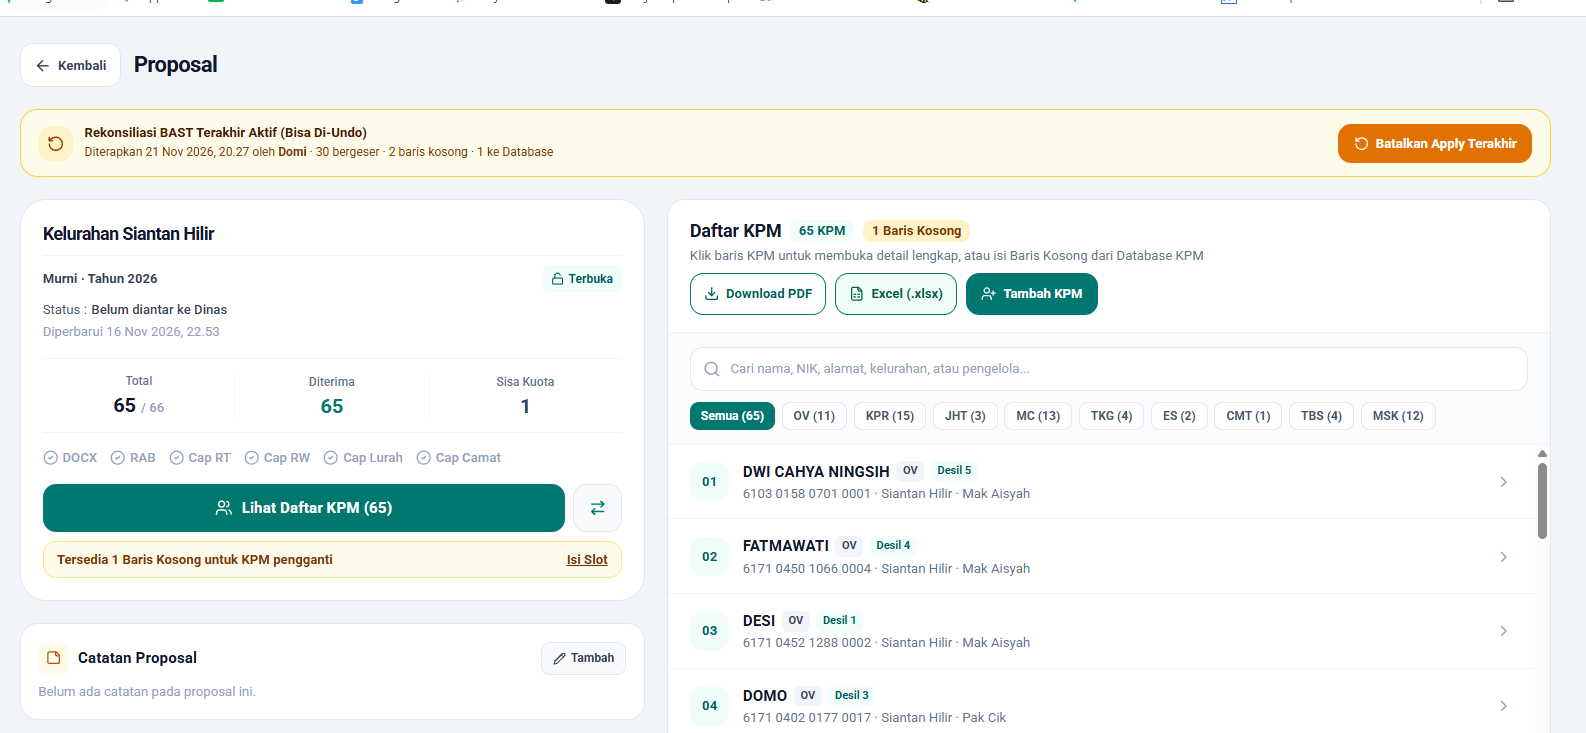 Kembali
Proposal
Rekonsiliasi BAST Terakhir Aktif (Bisa Di-Undo)
Diterapkan 21 Nov 2026, 20.27 oleh Domi · 30 bergeser · 2 baris kosong · 1 ke Database
Batalkan Apply Terakhir
Kelurahan Siantan Hilir
Murni · Tahun 2026
Terbuka
Status : Belum diantar ke Dinas
Diperbarui 16 Nov 2026, 22.53
Total
Diterima
Sisa Kuota
65 / 66
65
1
DOCX
RAB
Cap RT
Cap RW
Cap Lurah
Cap Camat
Lihat Daftar KPM (65)
Tersedia 1 Baris Kosong untuk KPM pengganti
Isi Slot
Catatan Proposal
Tambah
Belum ada catatan pada proposal ini.
Daftar KPM
65 KPM
1 Baris Kosong
Klik baris KPM untuk membuka detail lengkap, atau isi Baris Kosong dari Database KPM
Download PDF
Excel (.xlsx)
Tambah KPM
Cari nama, NIK, alamat, kelurahan, atau pengelola...
Semua (65)
OV (11)
KPR (15)
JHT (3)
MC (13)
TKG (4)
ES (2)
CMT (1)
TBS (4)
MSK (12)
01
DWI CAHYA NINGSIH OV Desil 5
6103 0158 0701 0001 · Siantan Hilir · Mak Aisyah
02
FATMAWATI OV Desil 4
6171 0450 1066 0004 · Siantan Hilir · Mak Aisyah
03
DESI OV Desil 1
6171 0452 1288 0002 · Siantan Hilir · Mak Aisyah
04
DOMO OV Desil 3
6171 0402 0177 0017 · Siantan Hilir · Pak Cik